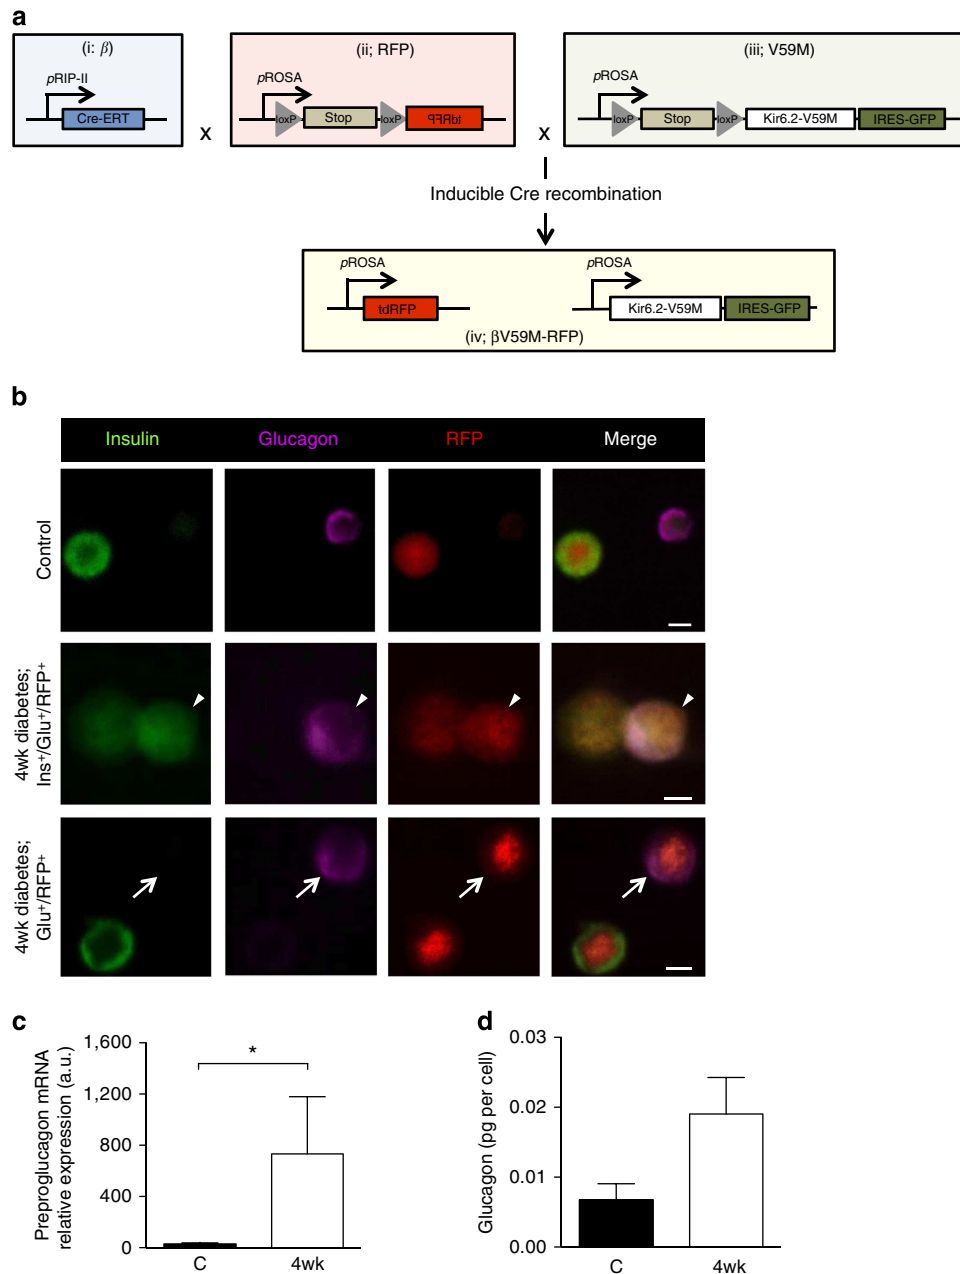 a
(i: β)
pRIP-II
Cre-ERT
x
(ii; RFP)
pROSA
loxP
Stop
loxP
tdRFP
x
(iii; V59M)
pROSA
loxP
Stop
loxP
Kir6.2-V59M
IRES-GFP
Inducible Cre recombination
pROSA
tdRFP
pROSA
Kir6.2-V59M
IRES-GFP
(iv; βV59M-RFP)
b
Insulin
Glucagon
RFP
Merge
Control
4wk diabetes;
Ins⁺/Glu⁺/RFP⁺
4wk diabetes;
Glu⁺/RFP⁺
c
Preproglucagon mRNA
relative expression (a.u.)
1,600
1,200
800
400
0
*
C
4wk
d
Glucagon (pg per cell)
0.03
0.02
0.01
0.00
C
4wk